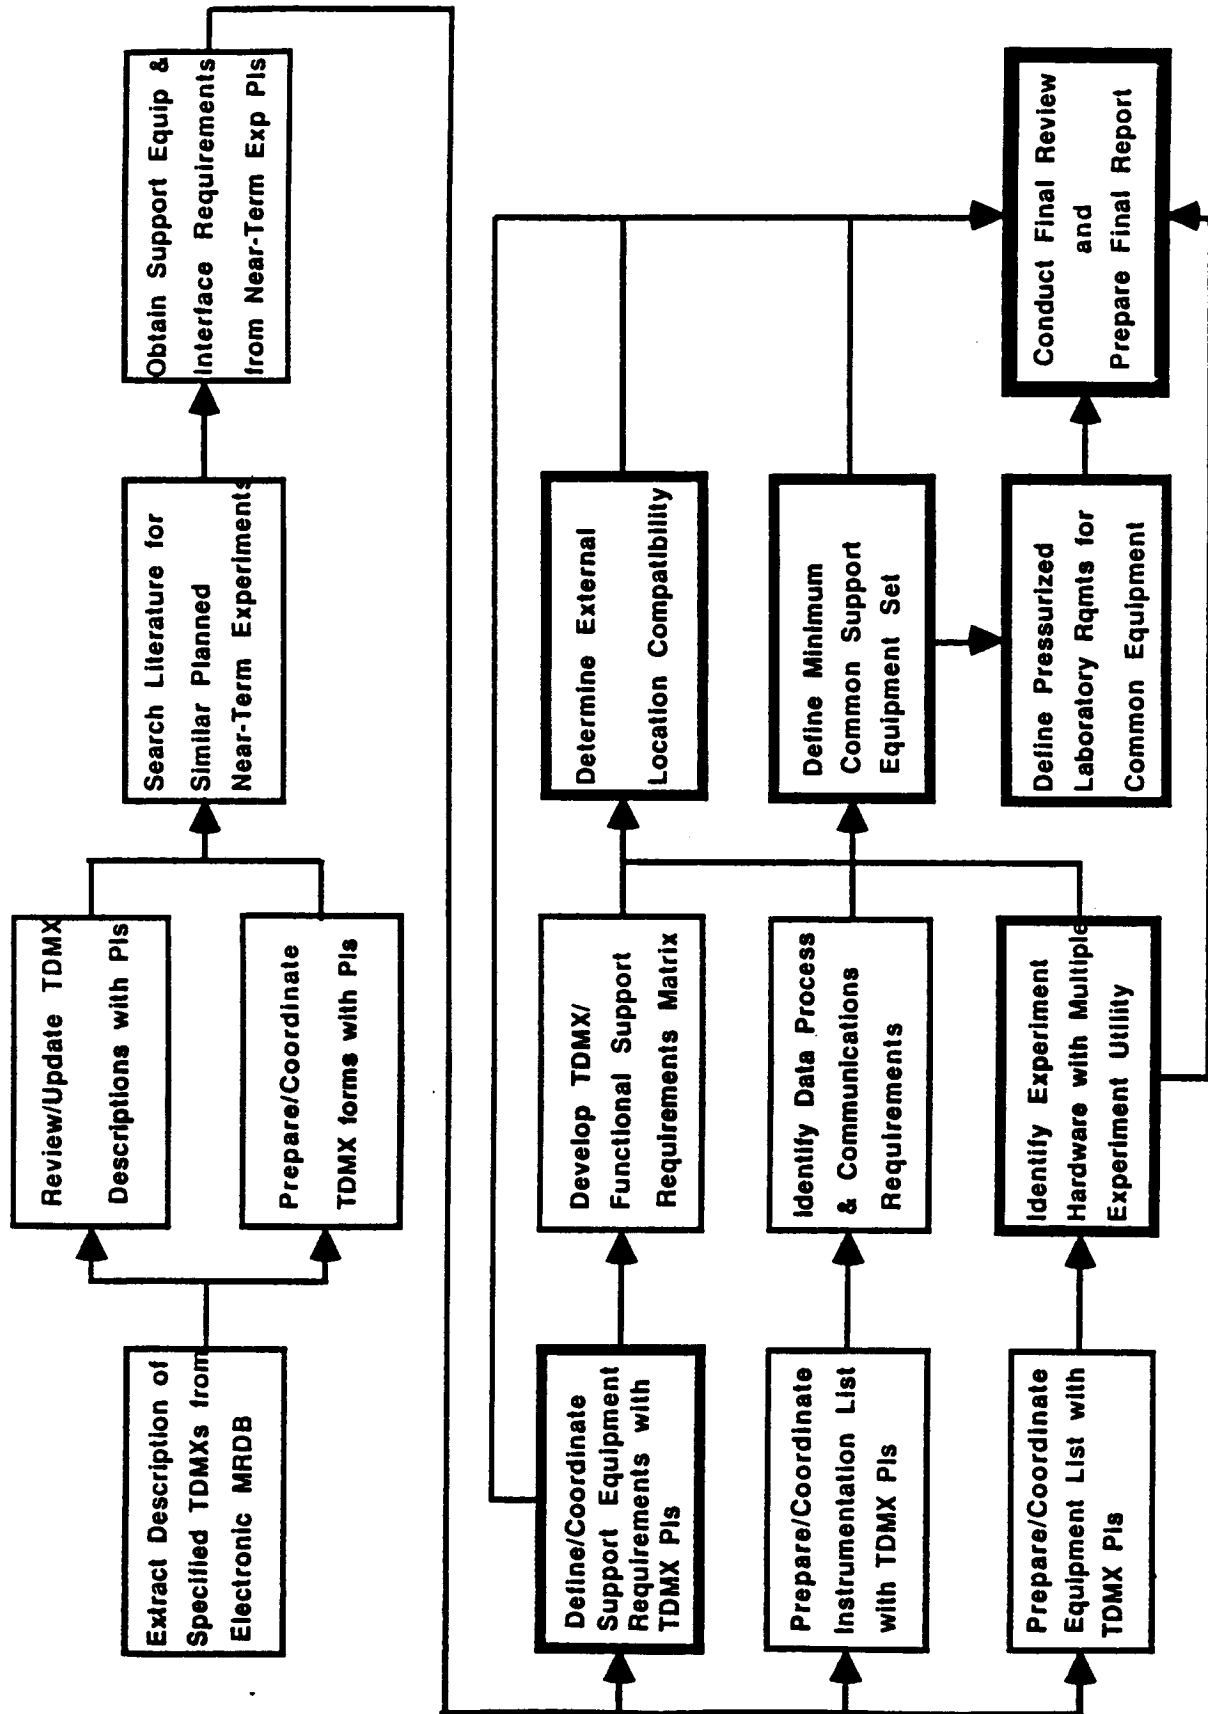 Extract Description of
Specified TDMXs from
Electronic MRDB
Review/Update TDMX
Descriptions with PIs
Prepare/Coordinate
TDMX forms with PIs
Search Literature for
Similar Planned
Near-Term Experiments
Obtain Support Equip &
Interface Requirements
from Near-Term Exp PIs
Define/Coordinate
Support Equipment
Requirements with
TDMX PIs
Develop TDMX/
Functional Support
Requirements Matrix
Determine External
Location Compatibility
Prepare/Coordinate
Instrumentation List
with TDMX PIs
Identify Data Process
& Communications
Requirements
Define Minimum
Common Support
Equipment Set
Prepare/Coordinate
Equipment List with
TDMX PIs
Identify Experiment
Hardware with Multiple
Experiment Utility
Define Pressurized
Laboratory Rqmts for
Common Equipment
Conduct Final Review
and
Prepare Final Report